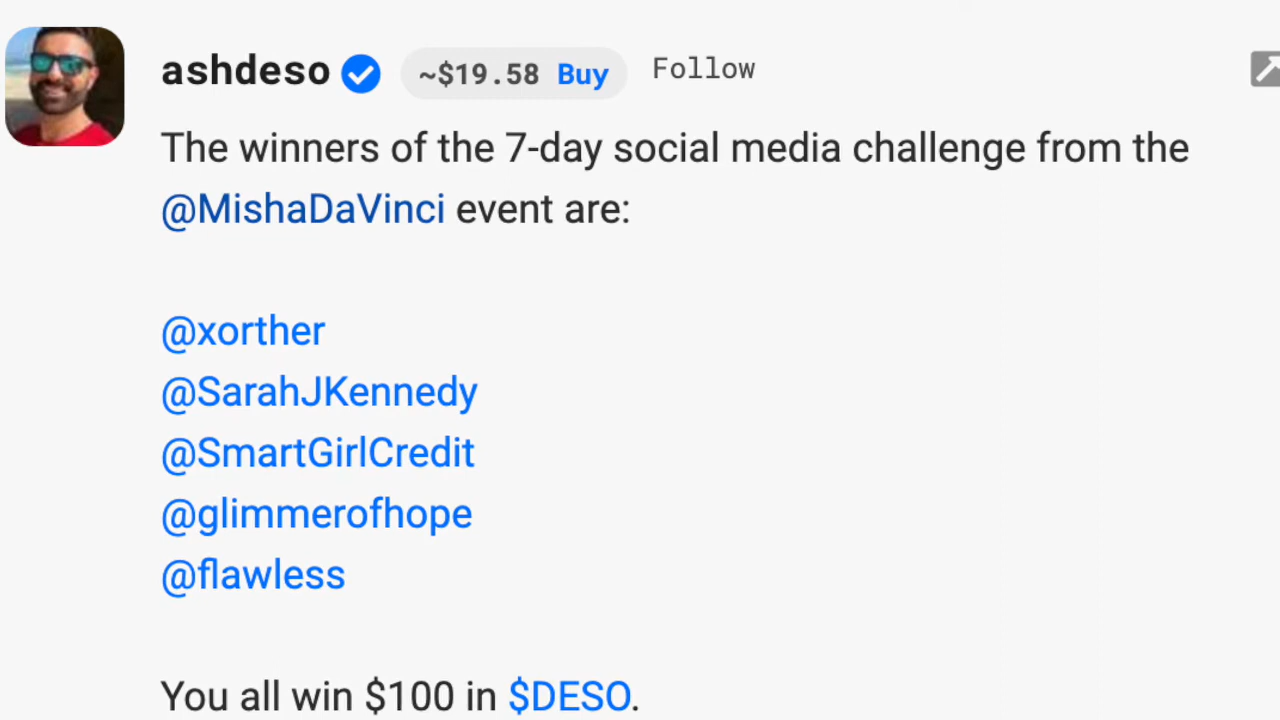 ashdeso ~$19.58 Buy Follow
The winners of the 7-day social media challenge from the
@MishaDaVinci event are:
@xorther
@SarahJKennedy
@SmartGirlCredit
@glimmerofhope
@flawless
You all win $100 in $DESO.